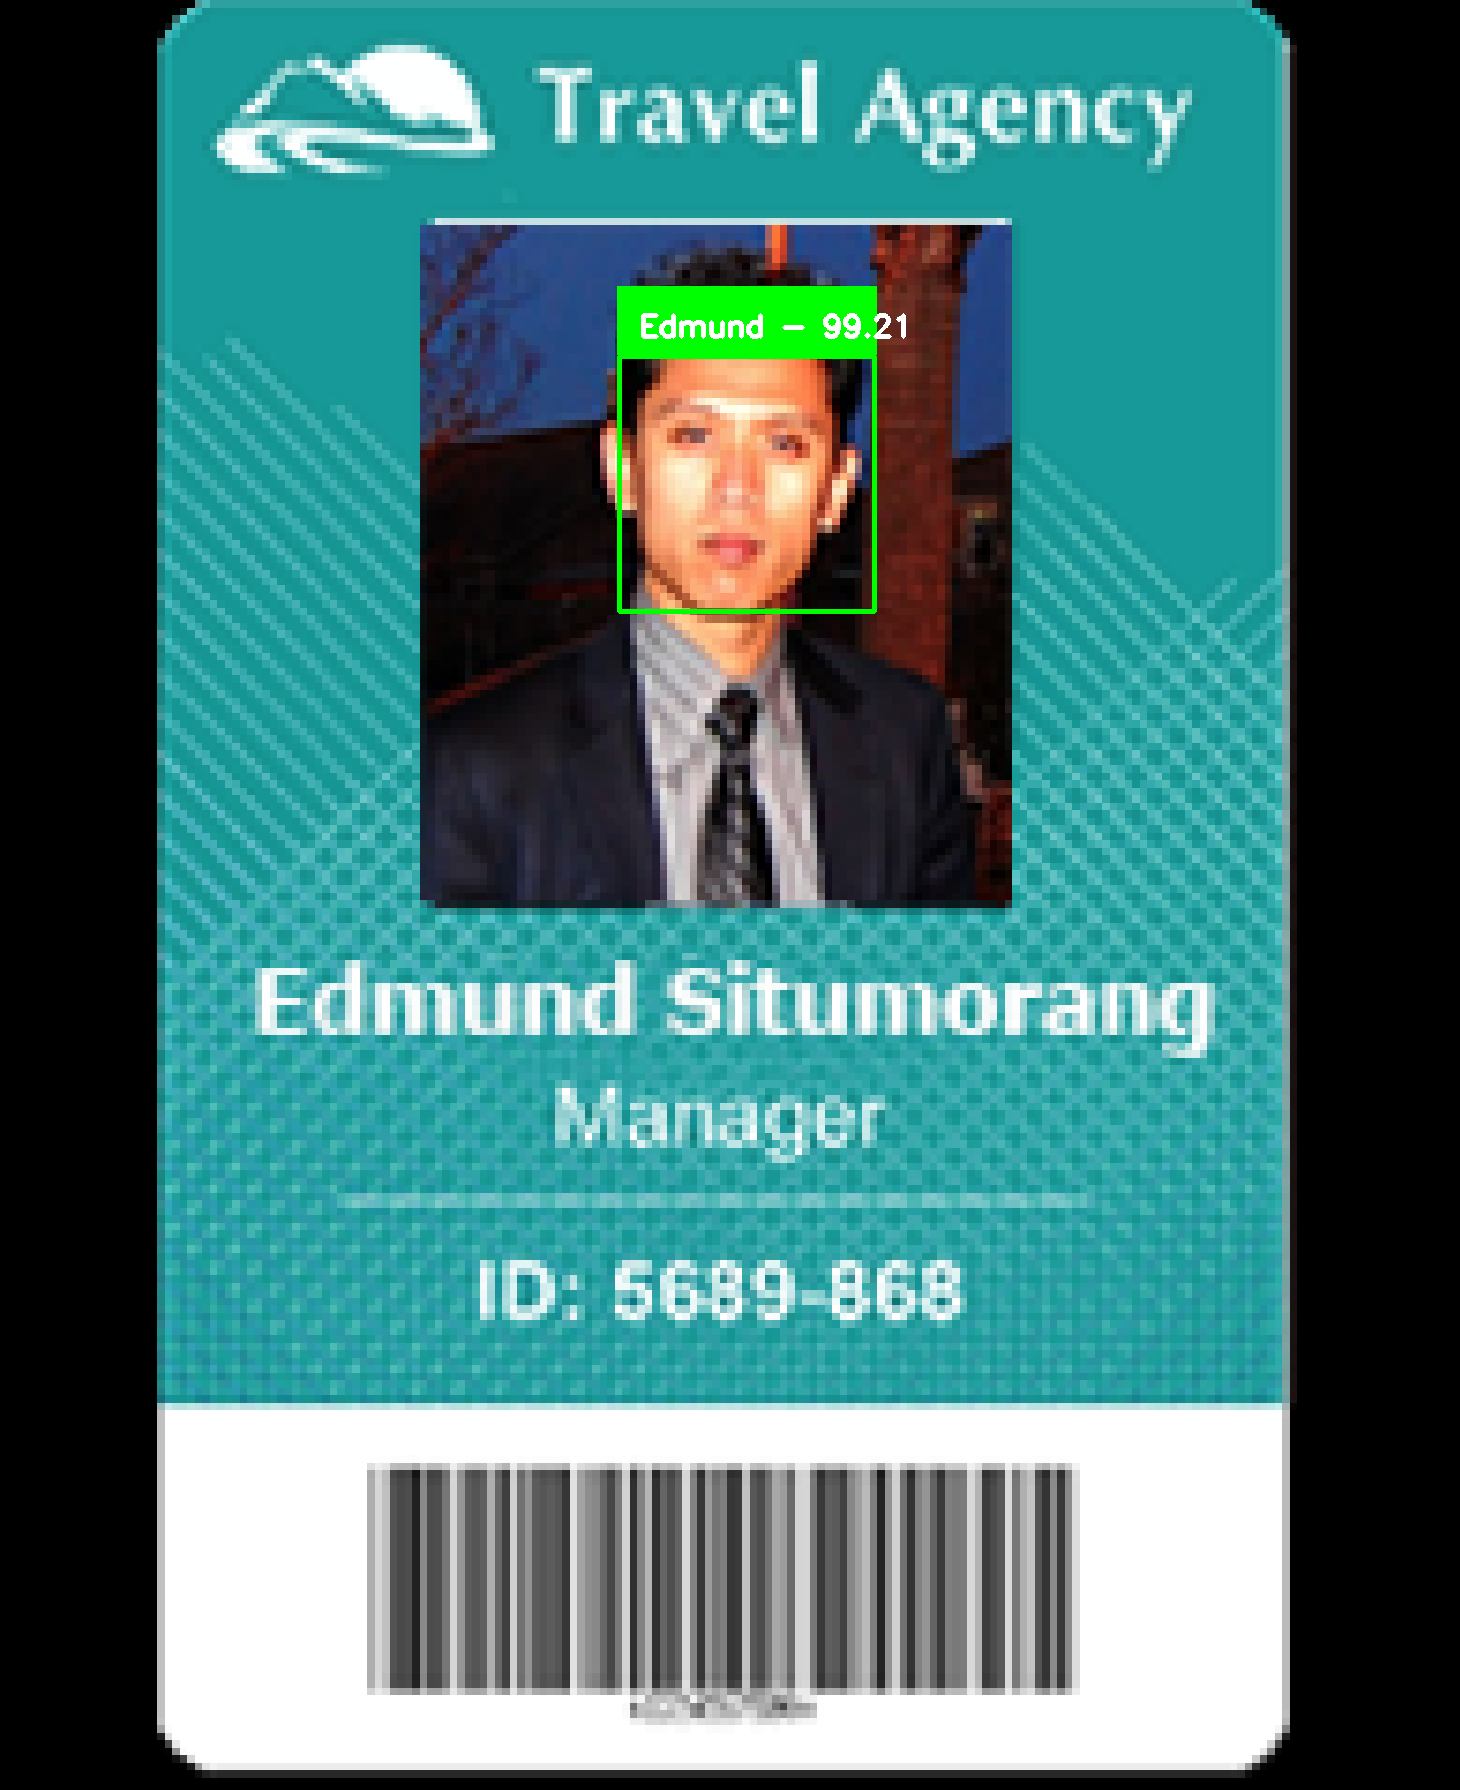 Travel Agency
Edmund - 99.21
Edmund Situmorang
Manager
ID: 5689-868